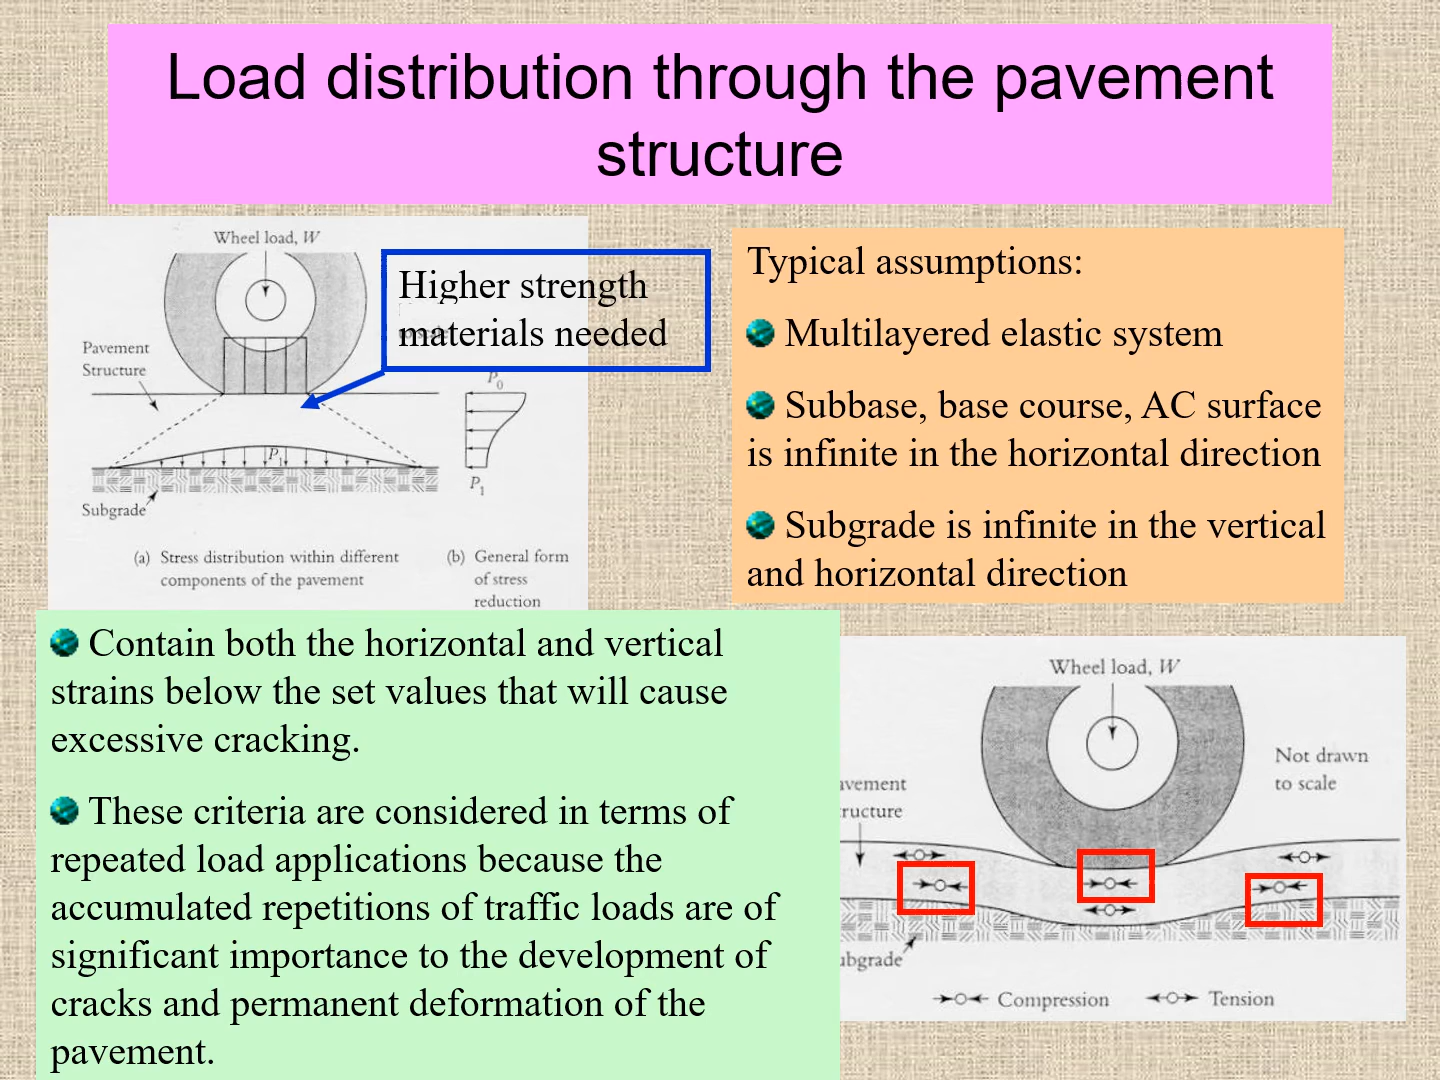 Load distribution through the pavement
structure
Wheel load, W
Higher strength
materials needed
Pavement
Structure
P0
P1
P1
Subgrade
(a) Stress distribution within different
components of the pavement
(b) General form
of stress
reduction
Typical assumptions:
Multilayered elastic system
Subbase, base course, AC surface
is infinite in the horizontal direction
Subgrade is infinite in the vertical
and horizontal direction
Contain both the horizontal and vertical
strains below the set values that will cause
excessive cracking.
These criteria are considered in terms of
repeated load applications because the
accumulated repetitions of traffic loads are of
significant importance to the development of
cracks and permanent deformation of the
pavement.
Wheel load, W
Not drawn
to scale
avement
ructure
ubgrade
Compression
Tension